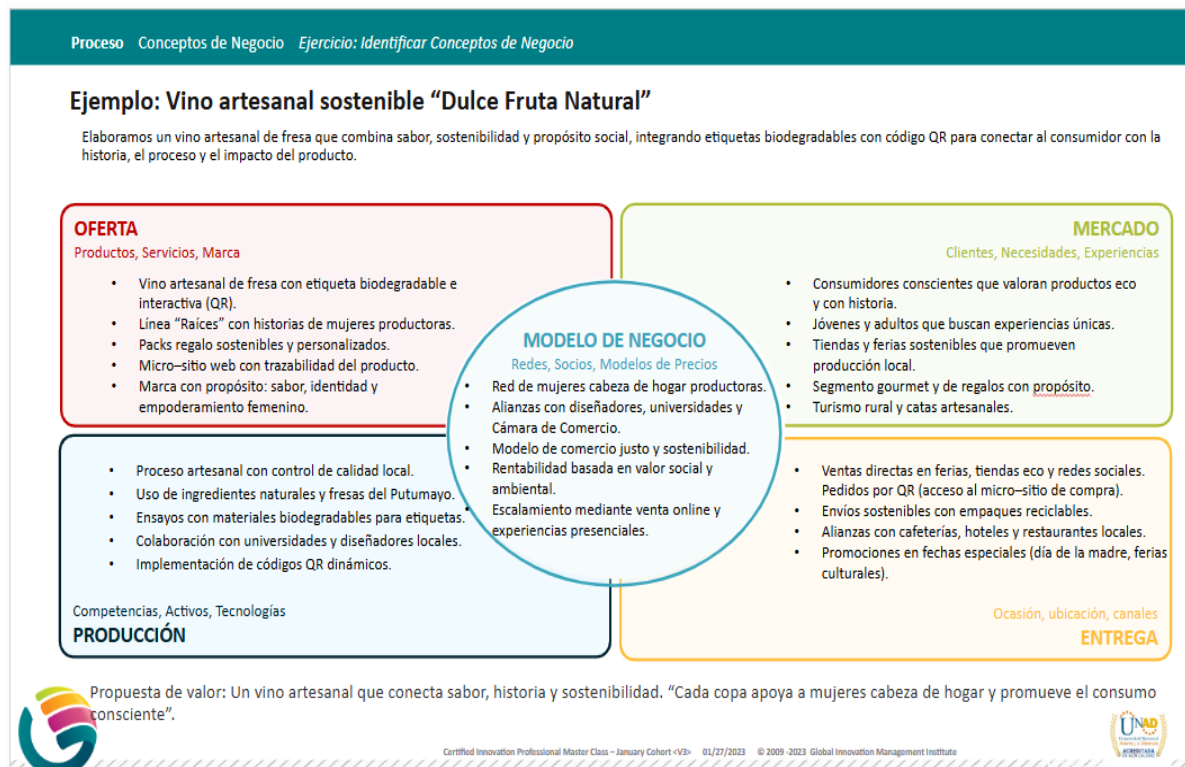 Proceso Conceptos de Negocio Ejercicio: Identificar Conceptos de Negocio
Ejemplo: Vino artesanal sostenible “Dulce Fruta Natural”
Elaboramos un vino artesanal de fresa que combina sabor, sostenibilidad y propósito social, integrando etiquetas biodegradables con código QR para conectar al consumidor con la
historia, el proceso y el impacto del producto.
OFERTA
Productos, Servicios, Marca
• Vino artesanal de fresa con etiqueta biodegradable e
interactiva (QR).
• Línea “Raíces” con historias de mujeres productoras.
• Packs regalo sostenibles y personalizados.
• Micro–sitio web con trazabilidad del producto.
• Marca con propósito: sabor, identidad y
empoderamiento femenino.
MERCADO
Clientes, Necesidades, Experiencias
• Consumidores conscientes que valoran productos eco
y con historia.
• Jóvenes y adultos que buscan experiencias únicas.
• Tiendas y ferias sostenibles que promueven
producción local.
• Segmento gourmet y de regalos con propósito.
• Turismo rural y catas artesanales.
MODELO DE NEGOCIO
Redes, Socios, Modelos de Precios
• Red de mujeres cabeza de hogar productoras.
• Alianzas con diseñadores, universidades y
Cámara de Comercio.
• Modelo de comercio justo y sostenibilidad.
• Rentabilidad basada en valor social y
ambiental.
• Escalamiento mediante venta online y
experiencias presenciales.
• Proceso artesanal con control de calidad local.
• Uso de ingredientes naturales y fresas del Putumayo.
• Ensayos con materiales biodegradables para etiquetas.
• Colaboración con universidades y diseñadores locales.
• Implementación de códigos QR dinámicos.
Competencias, Activos, Tecnologías
PRODUCCIÓN
• Ventas directas en ferias, tiendas eco y redes sociales.
Pedidos por QR (acceso al micro–sitio de compra).
• Envíos sostenibles con empaques reciclables.
• Alianzas con cafeterías, hoteles y restaurantes locales.
• Promociones en fechas especiales (día de la madre, ferias
culturales).
Ocasión, ubicación, canales
ENTREGA
Propuesta de valor: Un vino artesanal que conecta sabor, historia y sostenibilidad. “Cada copa apoya a mujeres cabeza de hogar y promueve el consumo
consciente”.
Certified Innovation Professional Master Class – January Cohort <V3> 01/27/2023 © 2009 -2023 Global Innovation Management Institute
UNAD